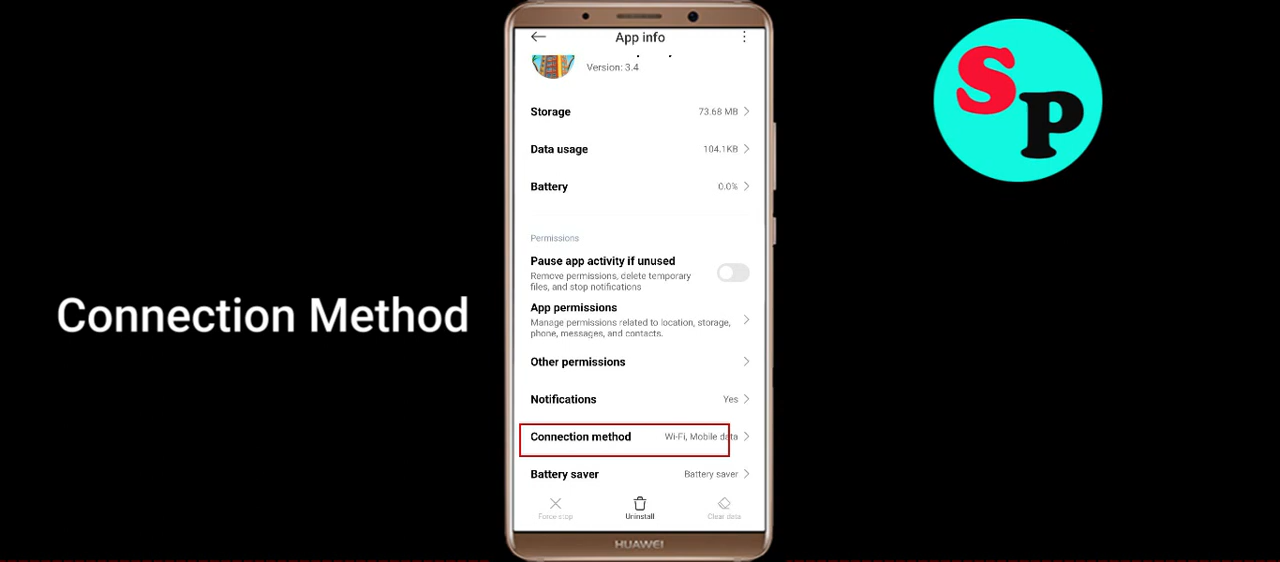 App info
Version: 3.4
Storage 73.68 MB
Data usage 104.1KB
Battery 0.0%
Permissions
Pause app activity if unused
Remove permissions, delete temporary
files, and stop notifications
App permissions
Manage permissions related to location, storage,
phone, messages, and contacts.
Other permissions
Notifications Yes
Connection method Wi-Fi, Mobile data
Battery saver Battery saver
Force stop Uninstall Clear data
HUAWEI
Connection Method
SP